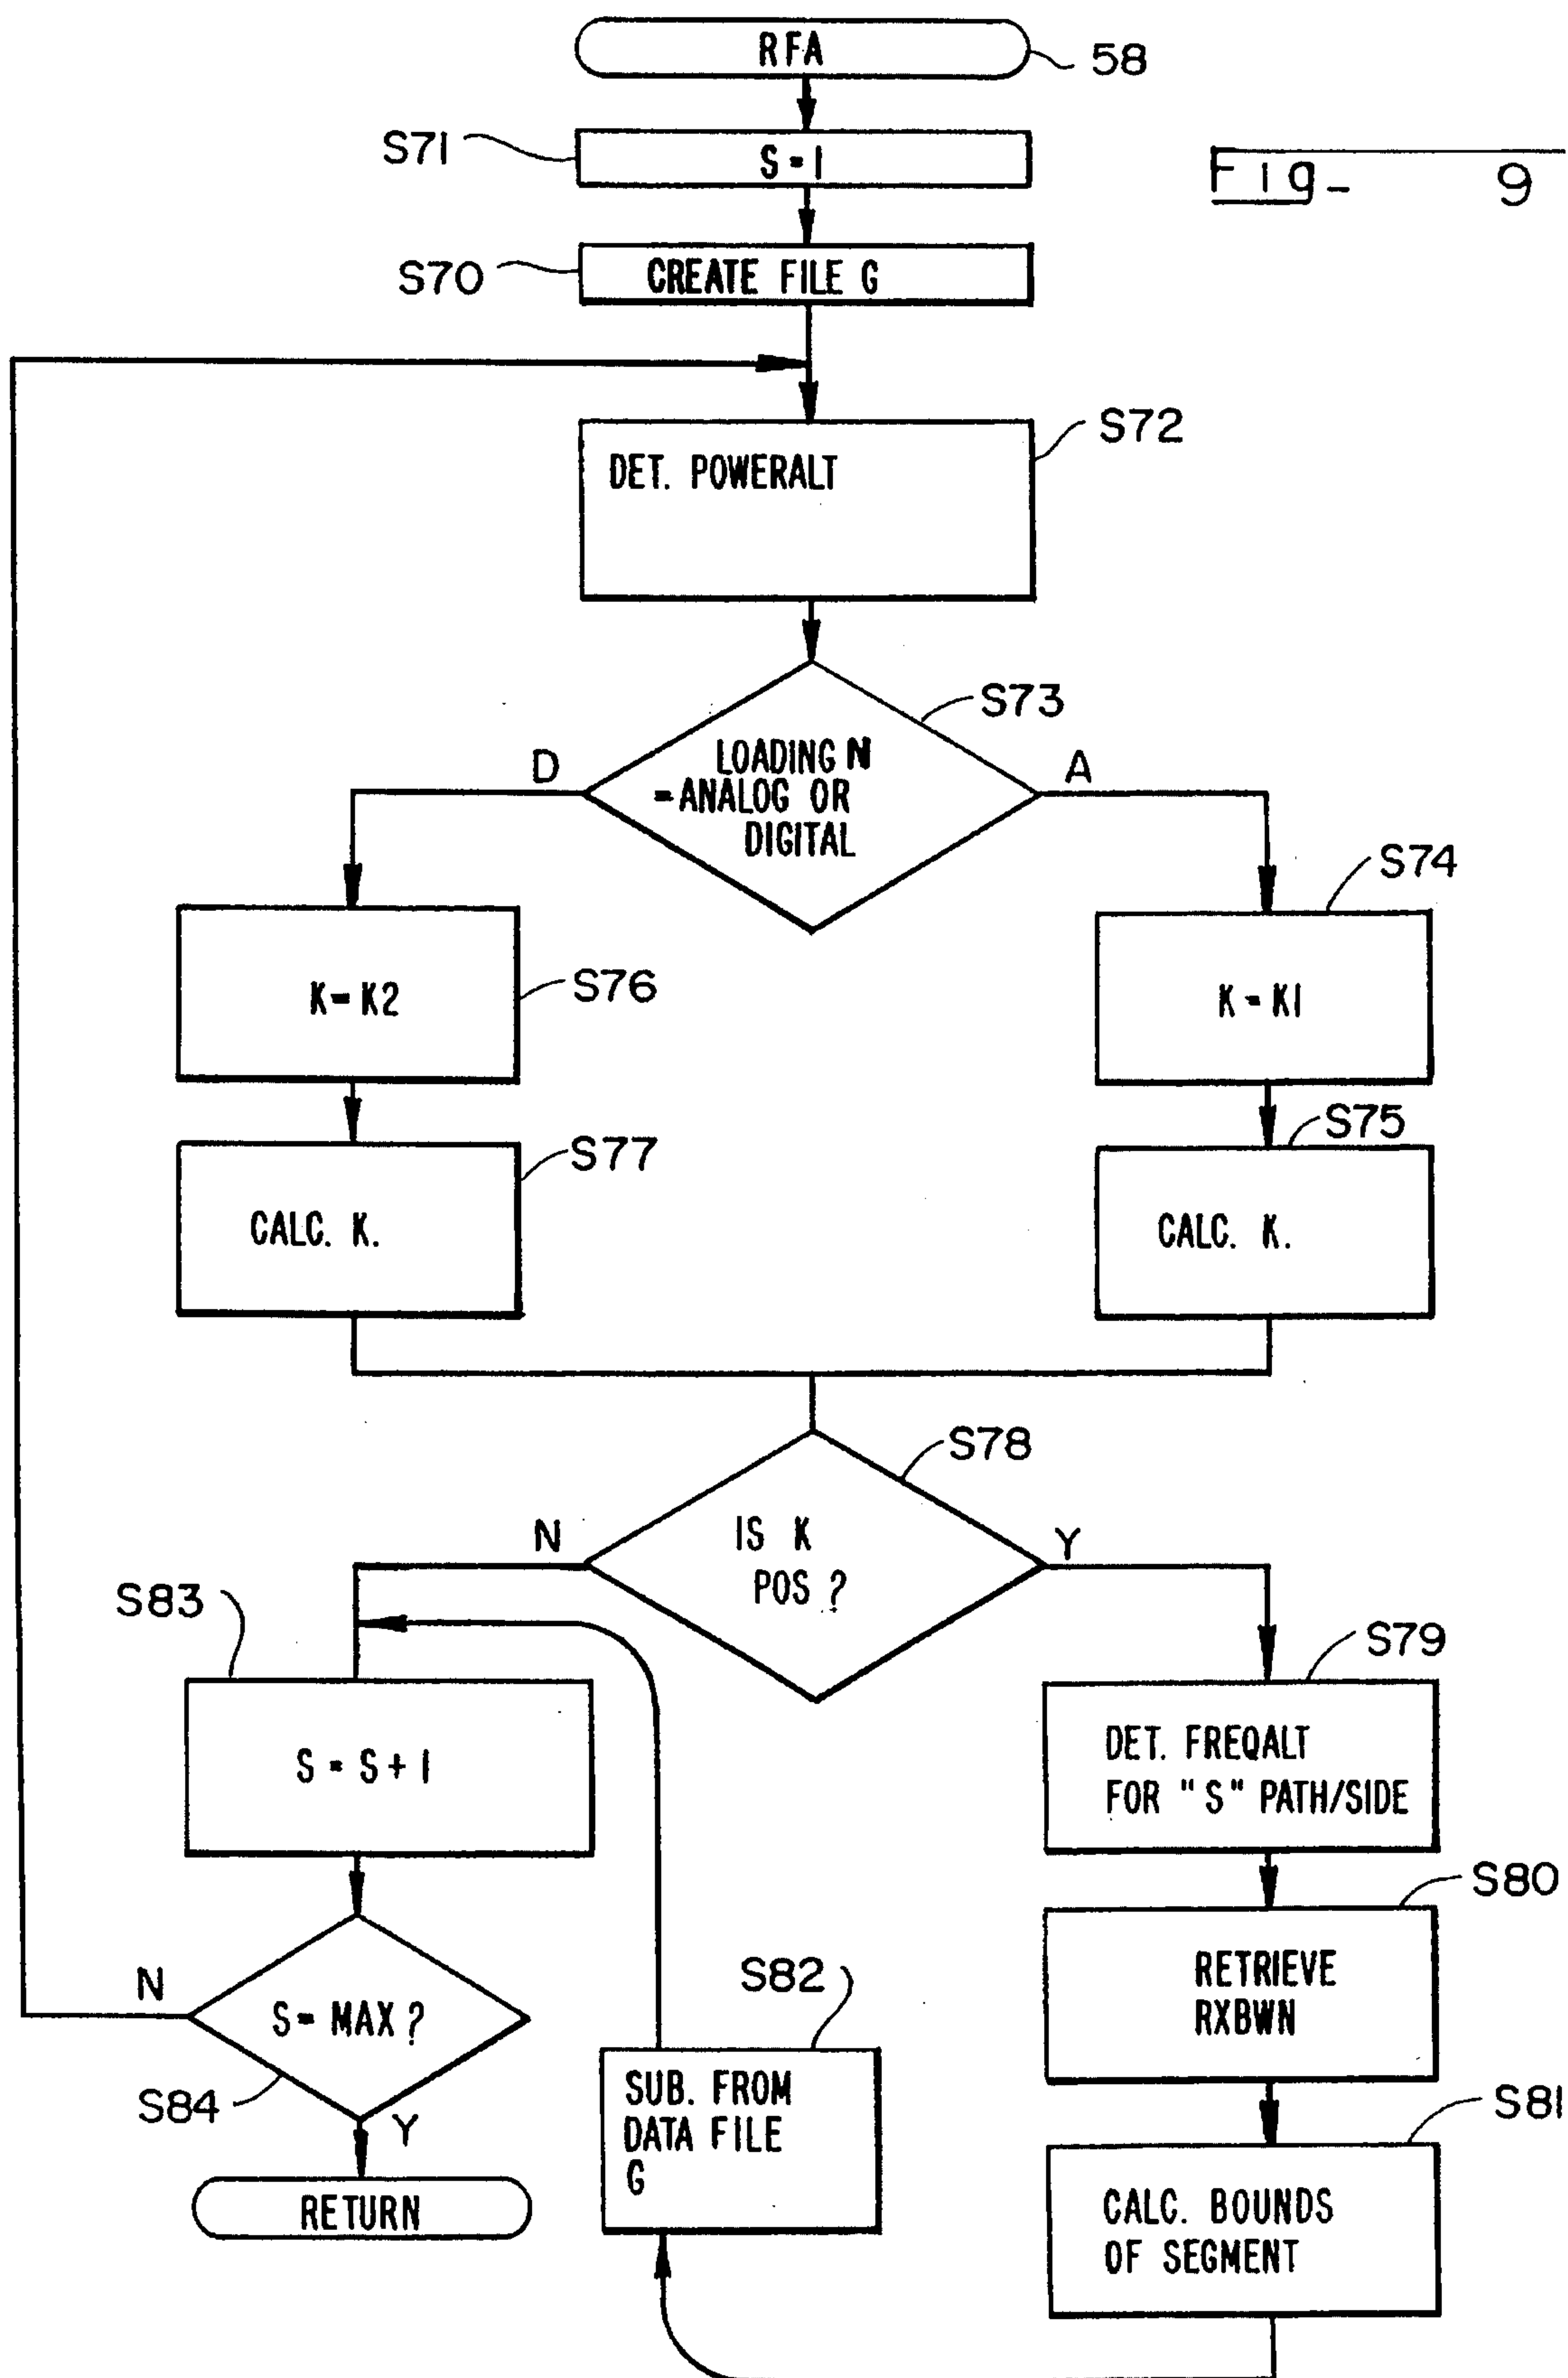 RFA
58
S71
S=1
Fig- 9
S70
CREATE FILE G
S72
DET. POWERALT
S73
D
LOADING N
=ANALOG OR
DIGITAL
A
S74
K=K2
S76
K=K1
S75
S77
CALC. K.
CALC. K.
S78
N
IS K
POS ?
Y
S83
S79
S=S+1
DET. FREQALT
FOR "S" PATH/SIDE
S80
N
S82
RETRIEVE
RXBWN
S=MAX?
S84
Y
SUB. FROM
DATA FILE
G
S81
RETURN
CALC. BOUNDS
OF SEGMENT